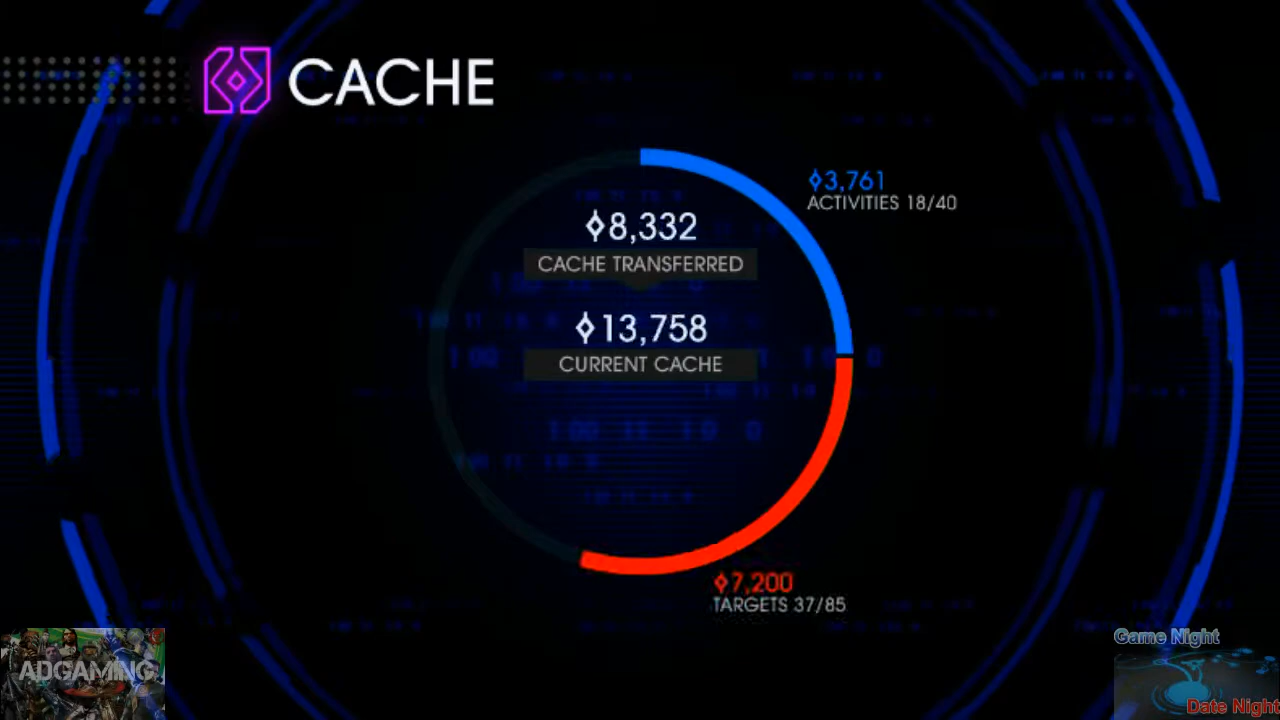 CACHE
3,761
ACTIVITIES 18/40
8,332
CACHE TRANSFERRED
13,758
CURRENT CACHE
7,200
TARGETS 37/85
Game Night
ADGAMING
Date Night